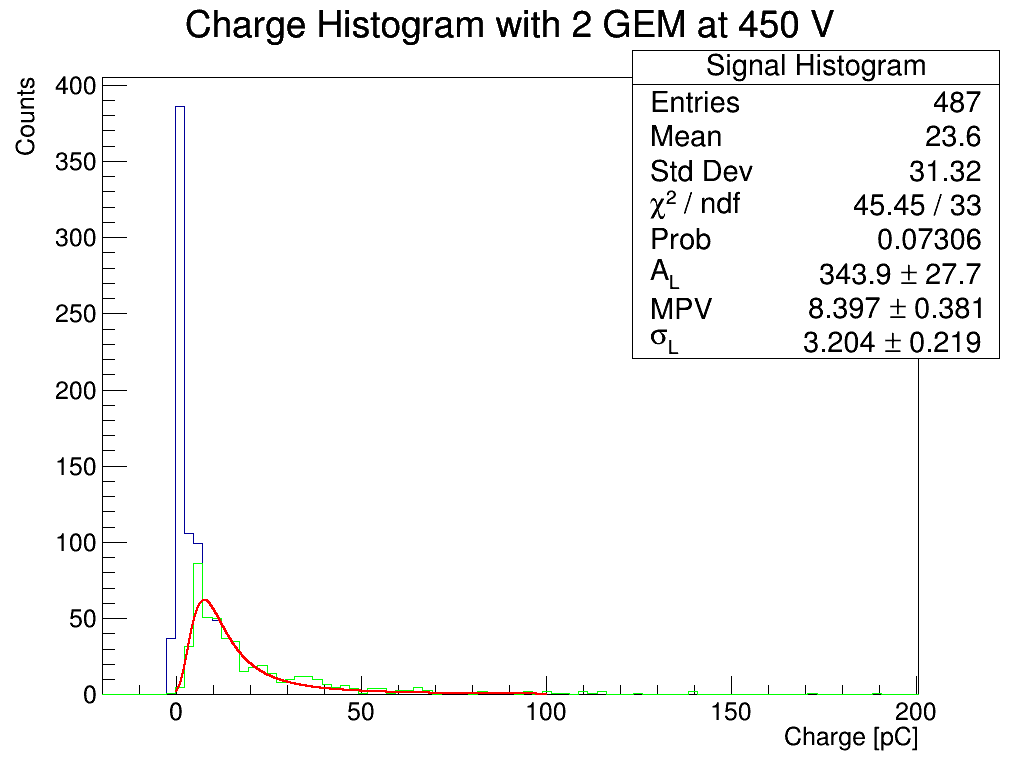 Charge Histogram with 2 GEM at 450 V
Signal Histogram
Entries 487
Mean 23.6
Std Dev 31.32
χ² / ndf 45.45 / 33
Prob 0.07306
A_L 343.9 ± 27.7
MPV 8.397 ± 0.381
σ_L 3.204 ± 0.219
Counts
400
350
300
250
200
150
100
50
0
0 50 100 150 200
Charge [pC]